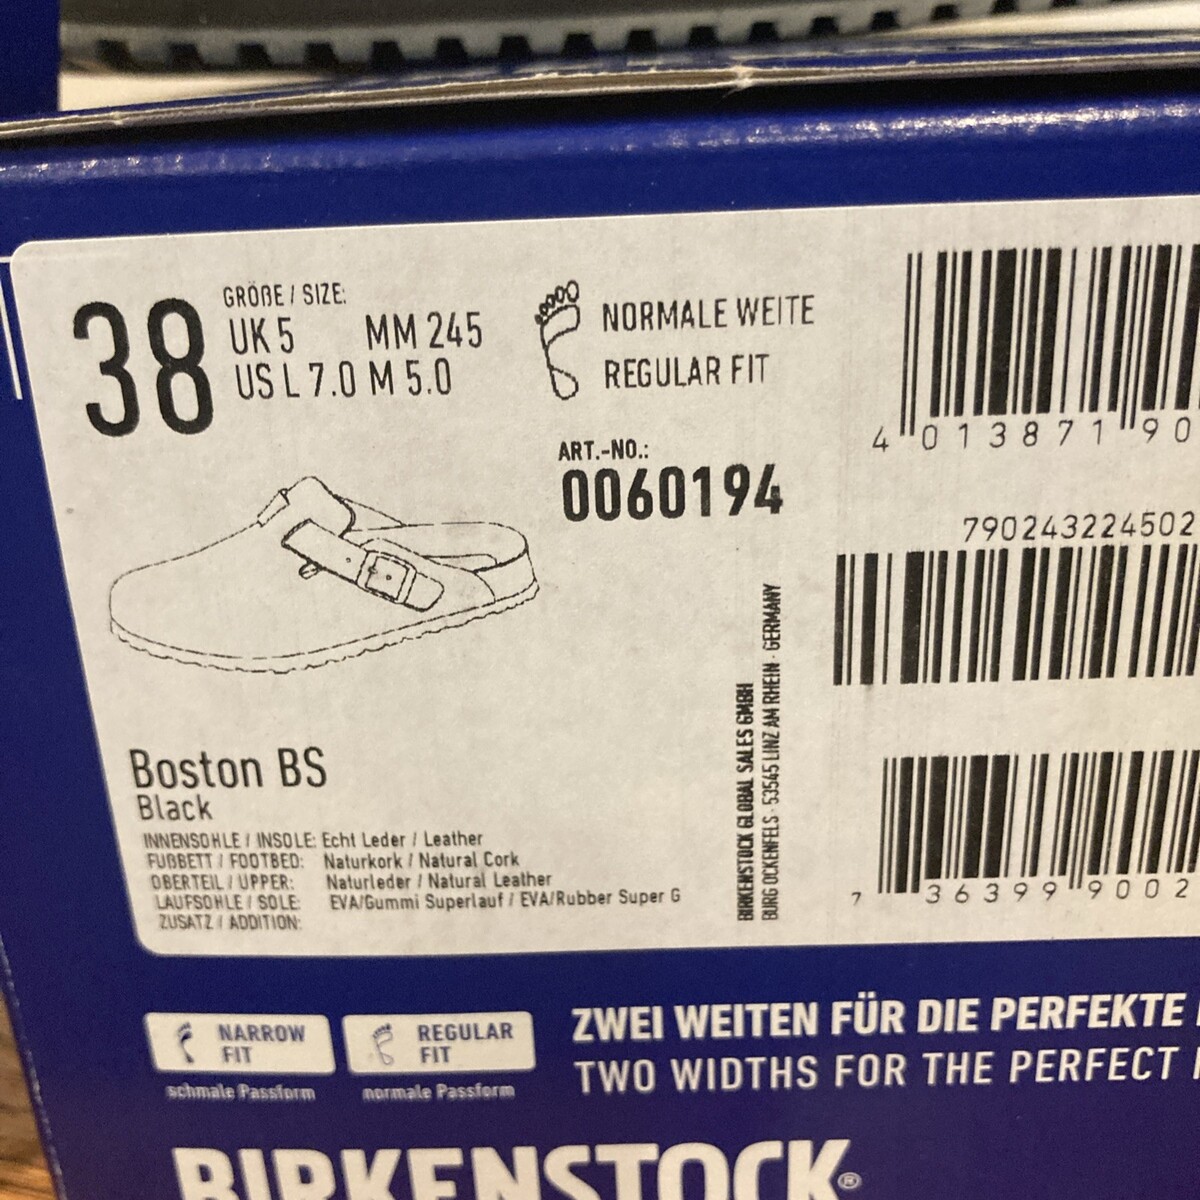 38
GRÖẞE / SIZE:
UK 5 MM 245
US L 7.0 M 5.0
NORMALE WEITE
REGULAR FIT
ART.-NO.:
0060194
4 013871 90
790243224502
7 36399 9002
Boston BS
Black
INNENSOHLE / INSOLE: Echt Leder / Leather
FUẞBETT / FOOTBED: Naturkork / Natural Cork
OBERTEIL / UPPER: Naturleder / Natural Leather
LAUFSOHLE / SOLE: EVA/Gummi Superlauf / EVA/Rubber Super G
ZUSATZ / ADDITION:
BIRKENSTOCK GLOBAL SALES GMBH
BURG OCKENFELS · 53545 LINZ AM RHEIN · GERMANY
NARROW
FIT
schmale Passform
REGULAR
FIT
normale Passform
ZWEI WEITEN FÜR DIE PERFEKTE
TWO WIDTHS FOR THE PERFECT
BIRKENSTOCK®